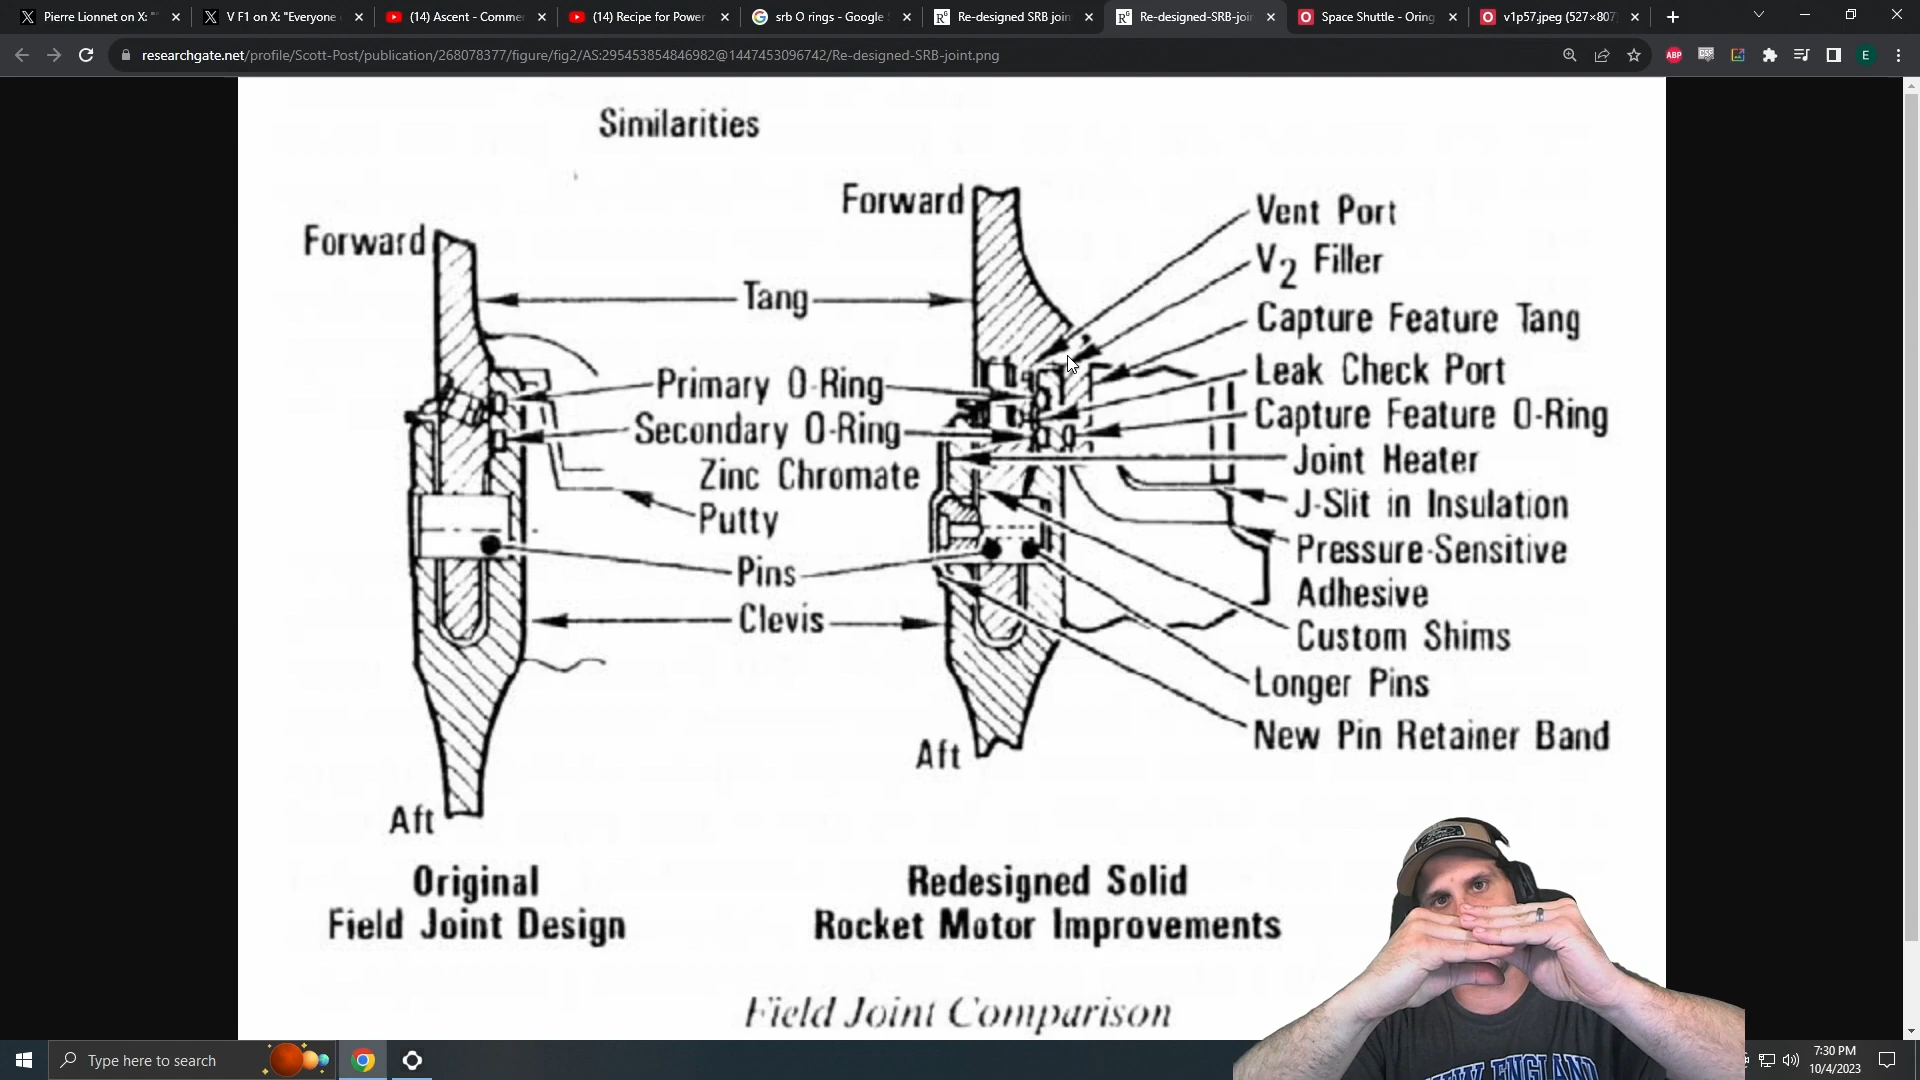 Pierre Lionnet on X: "
V F1 on X: "Everyone
(14) Ascent - Comme
(14) Recipe for Power
srb O rings - Google
Re-designed SRB join
Re-designed-SRB-join
Space Shuttle - Oring
v1p57.jpeg (527×807
researchgate.net/profile/Scott-Post/publication/268078377/figure/fig2/AS:295453854846982@1447453096742/Re-designed-SRB-joint.png
ABP
E
Similarities
Forward
Forward
Vent Port
V2 Filler
Tang
Capture Feature Tang
Leak Check Port
Primary O-Ring
Capture Feature O-Ring
Secondary O-Ring
Joint Heater
Zinc Chromate
Putty
J-Slit in Insulation
Pressure-Sensitive
Adhesive
Pins
Clevis
Custom Shims
Longer Pins
New Pin Retainer Band
Aft
Aft
Original
Field Joint Design
Redesigned Solid
Rocket Motor Improvements
Field Joint Comparison
Type here to search
7:30 PM
10/4/2023
NEW ENGLAND